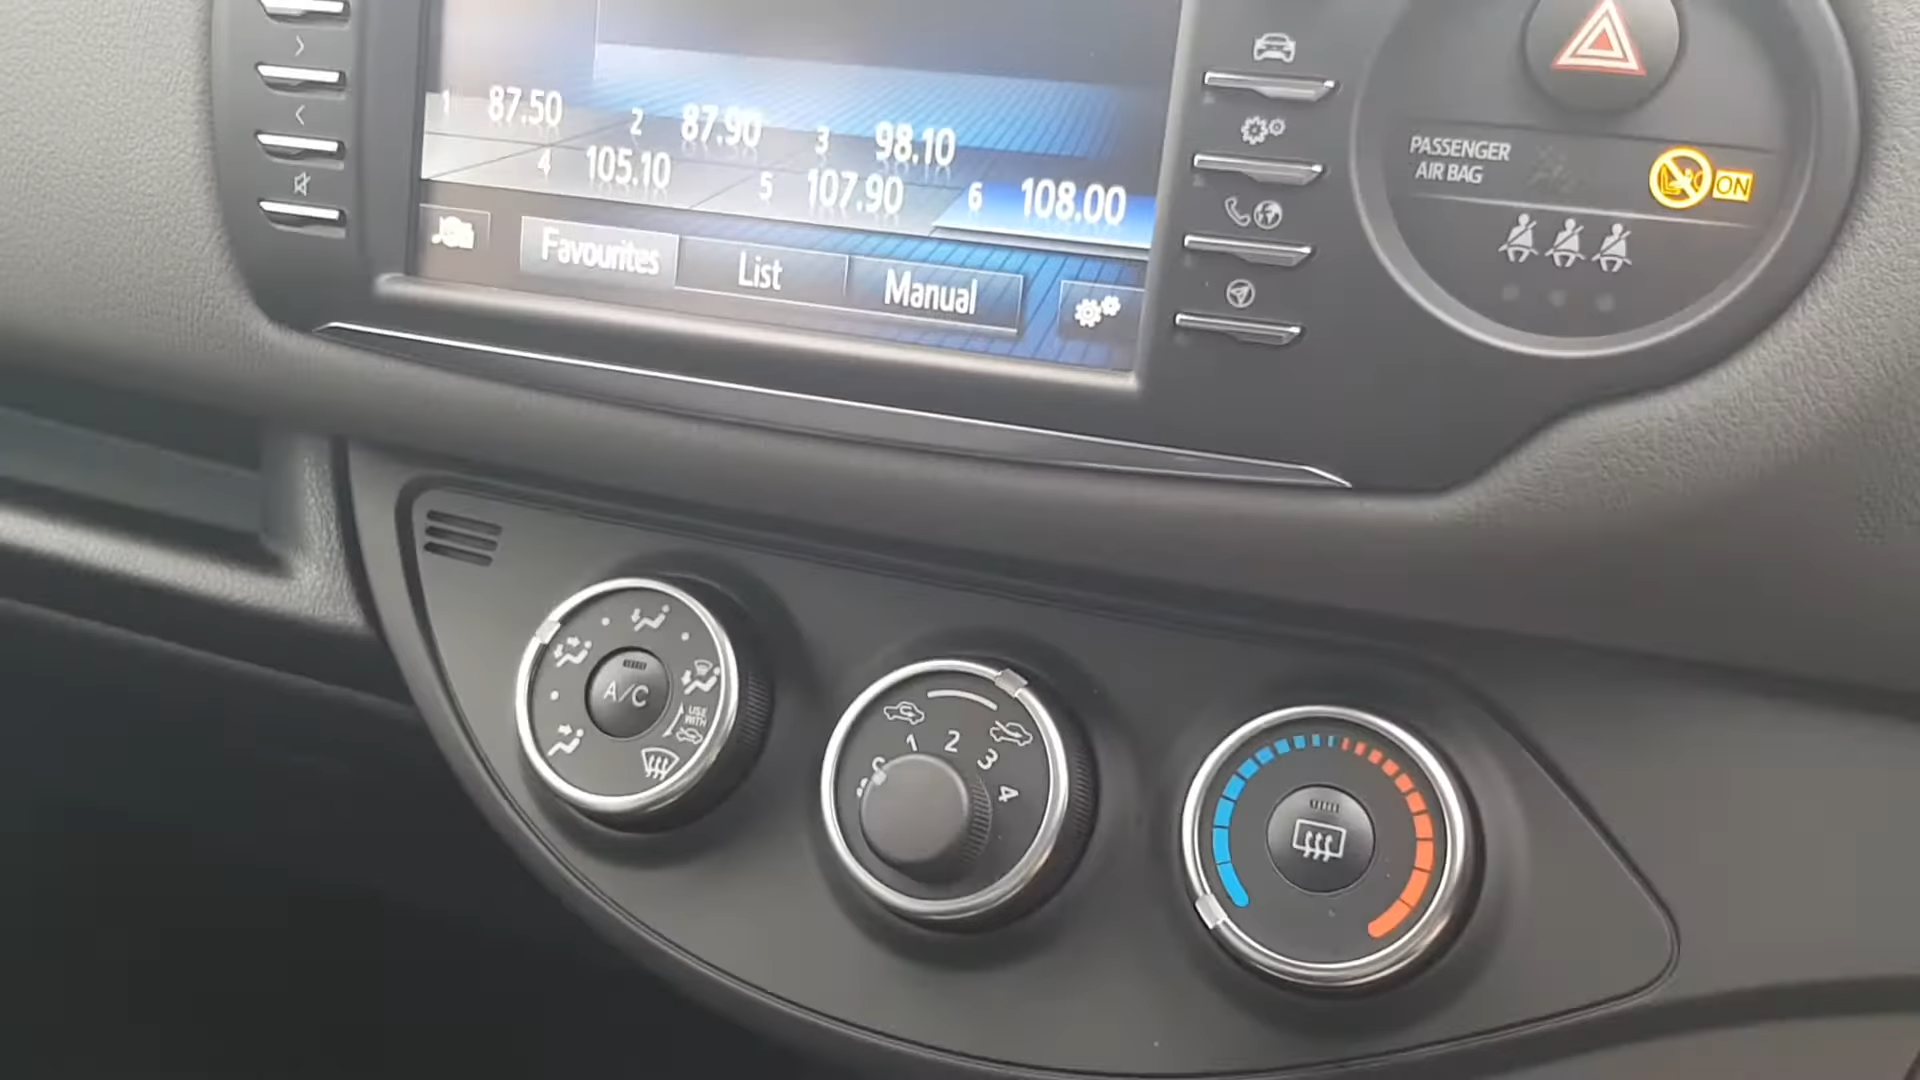 1 87.50 2 87.90 3 98.10
4 105.10 5 107.90 6 108.00
Favourites List Manual
PASSENGER
AIR BAG
ON
A/C
USE
WITH
0 1 2 3 4